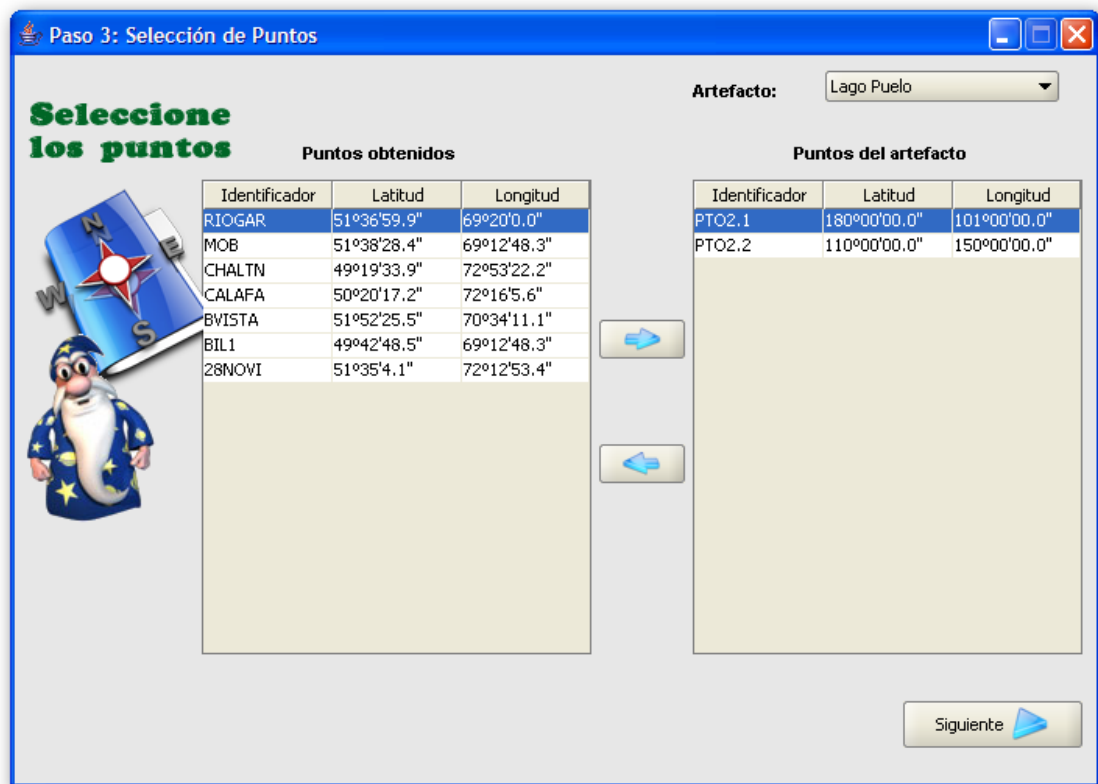 Paso 3: Selección de Puntos
Artefacto: Lago Puelo
Seleccione
los puntos
Puntos obtenidos
Identificador Latitud Longitud
RIOGAR 51º36'59.9" 69º20'0.0"
MOB 51º38'28.4" 69º12'48.3"
CHALTN 49º19'33.9" 72º53'22.2"
CALAFA 50º20'17.2" 72º16'5.6"
BVISTA 51º52'25.5" 70º34'11.1"
BIL1 49º42'48.5" 69º12'48.3"
28NOVI 51º35'4.1" 72º12'53.4"
Puntos del artefacto
Identificador Latitud Longitud
PTO2.1 180º00'00.0" 101º00'00.0"
PTO2.2 110º00'00.0" 150º00'00.0"
N
N
E
W
S
Siguiente